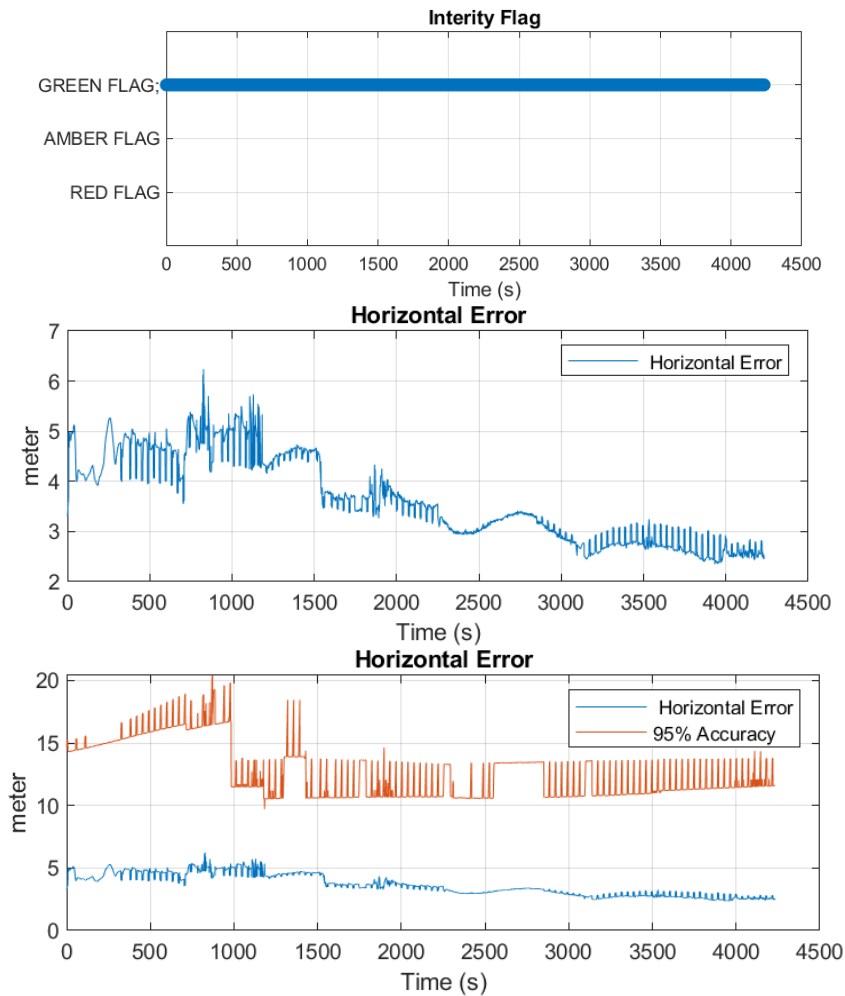 Interity Flag
GREEN FLAG;
AMBER FLAG
RED FLAG
0 500 1000 1500 2000 2500 3000 3500 4000 4500
Time (s)
Horizontal Error
7
Horizontal Error
6
5
meter
4
3
2
0 500 1000 1500 2000 2500 3000 3500 4000 4500
Time (s)
Horizontal Error
20
Horizontal Error
95% Accuracy
15
meter
10
5
0
0 500 1000 1500 2000 2500 3000 3500 4000 4500
Time (s)